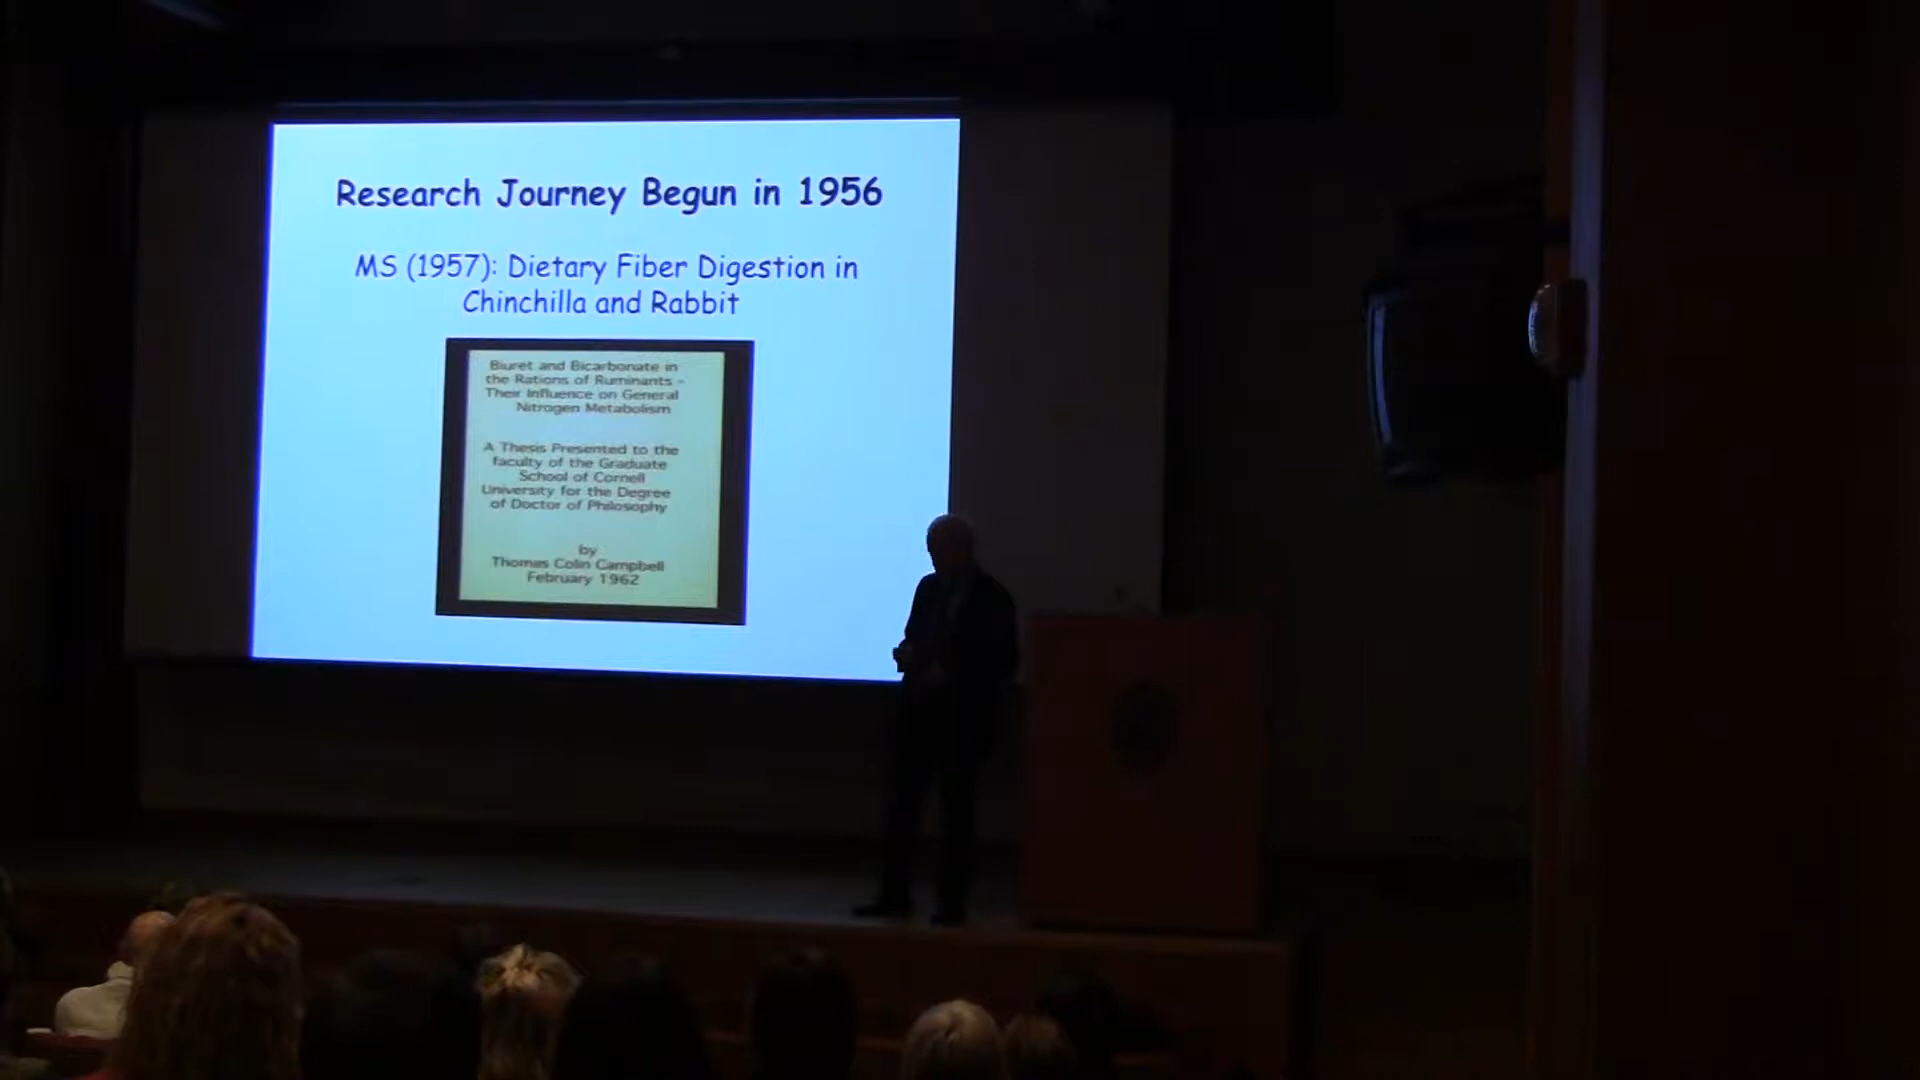 Research Journey Begun in 1956
MS (1957): Dietary Fiber Digestion in
Chinchilla and Rabbit
Biuret and Bicarbonate in
the Rations of Ruminants -
Their Influence on General
Nitrogen Metabolism
A Thesis Presented to the
faculty of the Graduate
School of Cornell
University for the Degree
of Doctor of Philosophy
by
Thomas Colin Campbell
February 1962